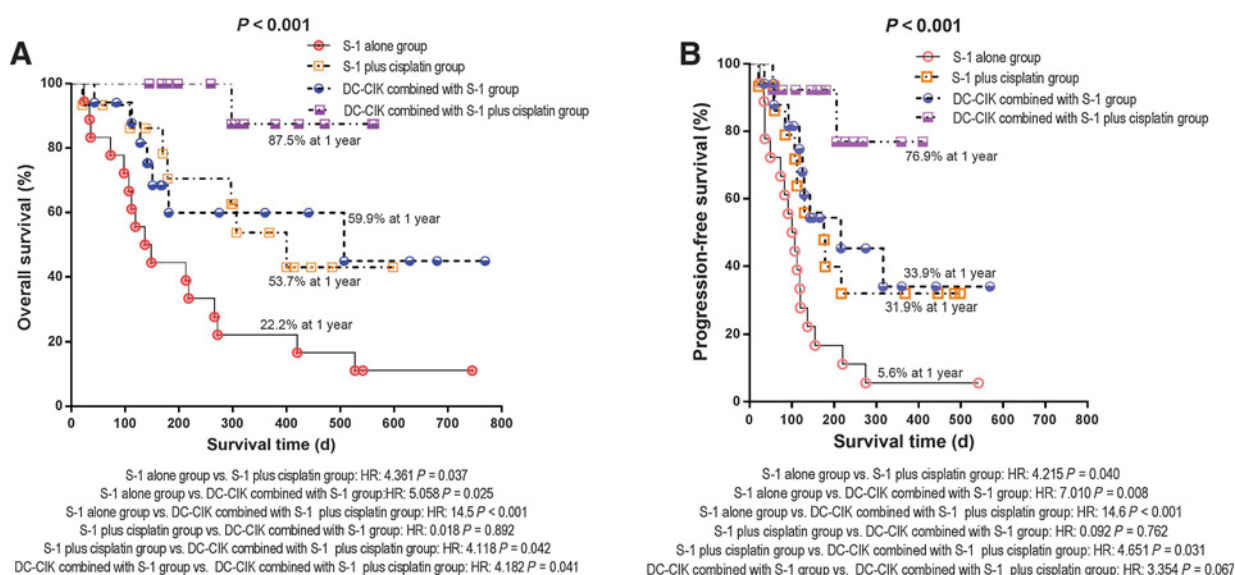 A
P < 0.001
S-1 alone group
S-1 plus cisplatin group
DC-CIK combined with S-1 group
DC-CIK combined with S-1 plus cisplatin group
100
80
60
40
20
0
Overall survival (%)
87.5% at 1 year
59.9% at 1 year
53.7% at 1 year
22.2% at 1 year
0 100 200 300 400 500 600 700 800
Survival time (d)
S-1 alone group vs. S-1 plus cisplatin group: HR: 4.361 P = 0.037
S-1 alone group vs. DC-CIK combined with S-1 group:HR: 5.058 P = 0.025
S-1 alone group vs. DC-CIK combined with S-1 plus cisplatin group: HR: 14.5 P < 0.001
S-1 plus cisplatin group vs. DC-CIK combined with S-1 group: HR: 0.018 P = 0.892
S-1 plus cisplatin group vs. DC-CIK combined with S-1 plus cisplatin group: HR: 4.118 P = 0.042
DC-CIK combined with S-1 group vs. DC-CIK combined with S-1 plus cisplatin group: HR: 4.182 P = 0.041
B
P < 0.001
S-1 alone group
S-1 plus cisplatin group
DC-CIK combined with S-1 group
DC-CIK combined with S-1 plus cisplatin group
100
80
60
40
20
0
Progression-free survival (%)
76.9% at 1 year
33.9% at 1 year
31.9% at 1 year
5.6% at 1 year
0 100 200 300 400 500 600 700 800
Survival time (d)
S-1 alone group vs. S-1 plus cisplatin group: HR: 4.215 P = 0.040
S-1 alone group vs. DC-CIK combined with S-1 group: HR: 7.010 P = 0.008
S-1 alone group vs. DC-CIK combined with S-1 plus cisplatin group: HR: 14.6 P < 0.001
S-1 plus cisplatin group vs. DC-CIK combined with S-1 group: HR: 0.092 P = 0.762
S-1 plus cisplatin group vs. DC-CIK combined with S-1 plus cisplatin group: HR: 4.651 P = 0.031
DC-CIK combined with S-1 group vs. DC-CIK combined with S-1 plus cisplatin group: HR: 3.354 P = 0.067